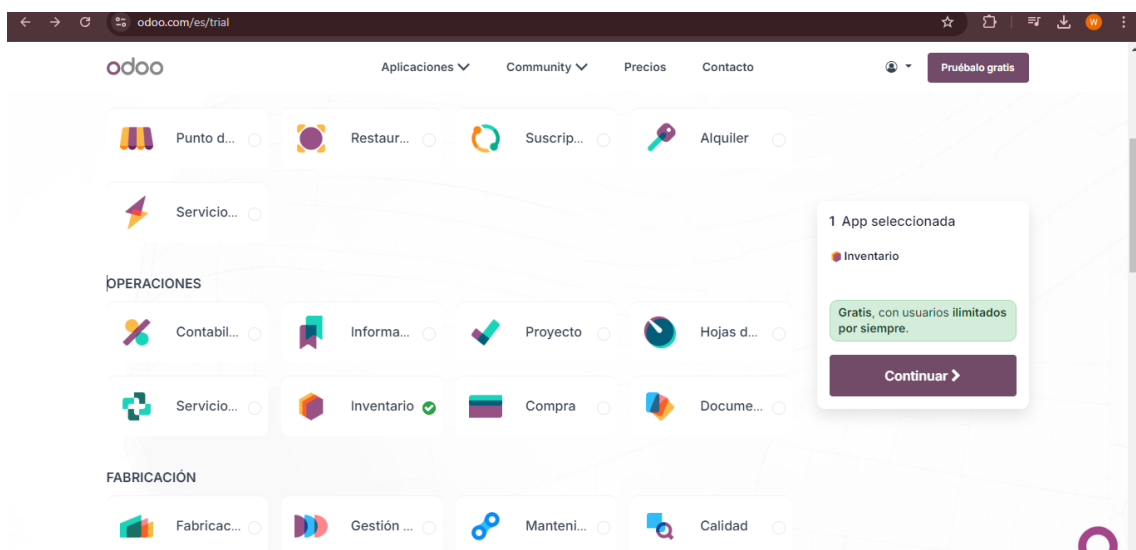 odoo.com/es/trial
W
odoo
Aplicaciones
Community
Precios
Contacto
Pruébalo gratis
Punto d...
Restaur...
Suscrip...
Alquiler
Servicio...
1 App seleccionada
Inventario
Gratis, con usuarios ilimitados
por siempre.
Continuar
OPERACIONES
Contabil...
Informa...
Proyecto
Hojas d...
Servicio...
Inventario
Compra
Docume...
FABRICACIÓN
Fabricac...
Gestión ...
Manteni...
Calidad